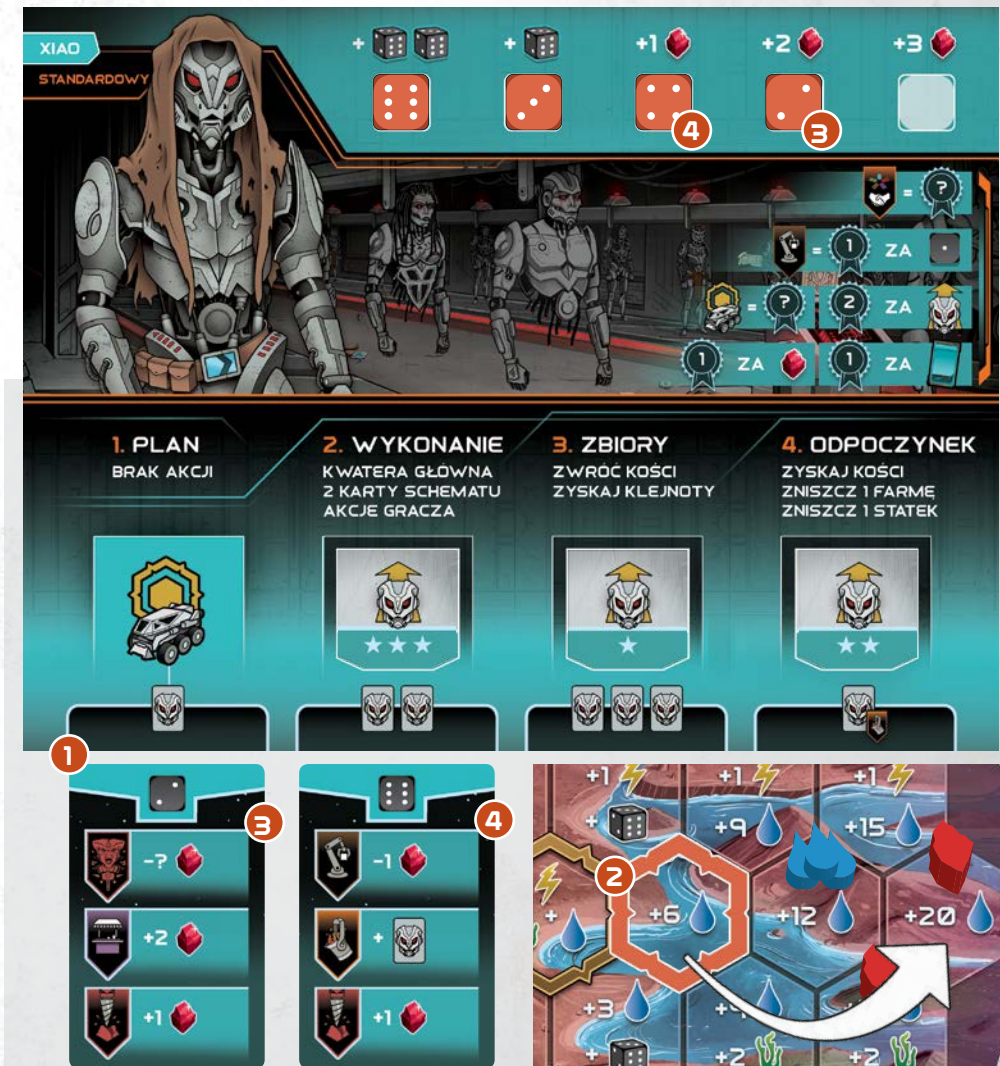 XIAO
STANDARDOWY
+
+
+1
+2
+3
4
3
= ?
= 1 ZA
= ? 2 ZA
1 ZA 1 ZA
1. PLAN
BRAK AKCJI
2. WYKONANIE
KWATERA GŁÓWNA
2 KARTY SCHEMATU
AKCJE GRACZA
3. ZBIORY
ZWRÓĆ KOŚCI
ZYSKAJ KLEJNOTY
4. ODPOCZYNEK
ZYSKAJ KOŚCI
ZNISZCZ 1 FARMĘ
ZNISZCZ 1 STATEK
1
3
-?
+2
+1
4
-1
+
+1
+1 +1 +1
+ +9 +15
2
+ +6 +12 +20
+3
+ +2 +2